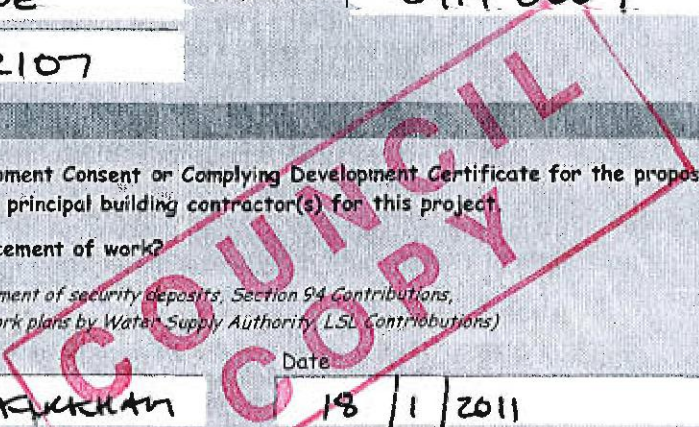 2107
ment Consent or Complying Development Certificate for the propos
principal building contractor(s) for this project.
cement of work?
ment of security deposits, Section 94 Contributions,
ork plans by Water Supply Authority, LSL Contriobutions)
Date
18 / 1 / 2011
COUNCIL
COPY